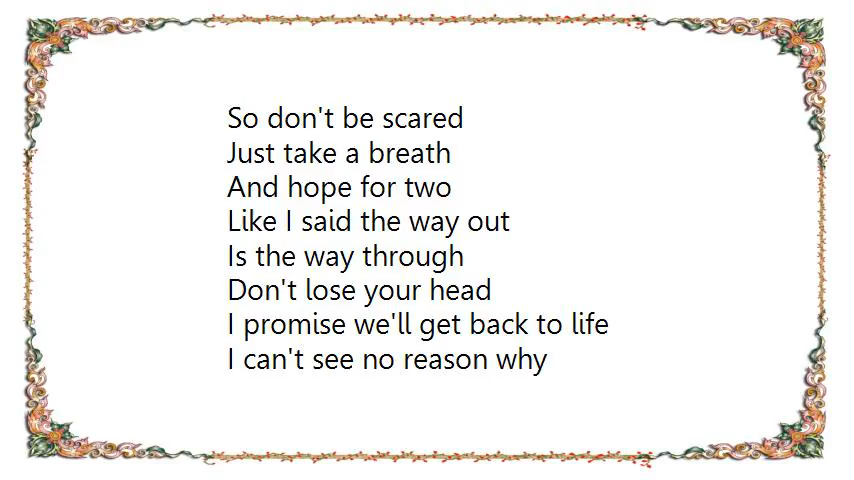 So don't be scared
Just take a breath
And hope for two
Like I said the way out
Is the way through
Don't lose your head
I promise we'll get back to life
I can't see no reason why